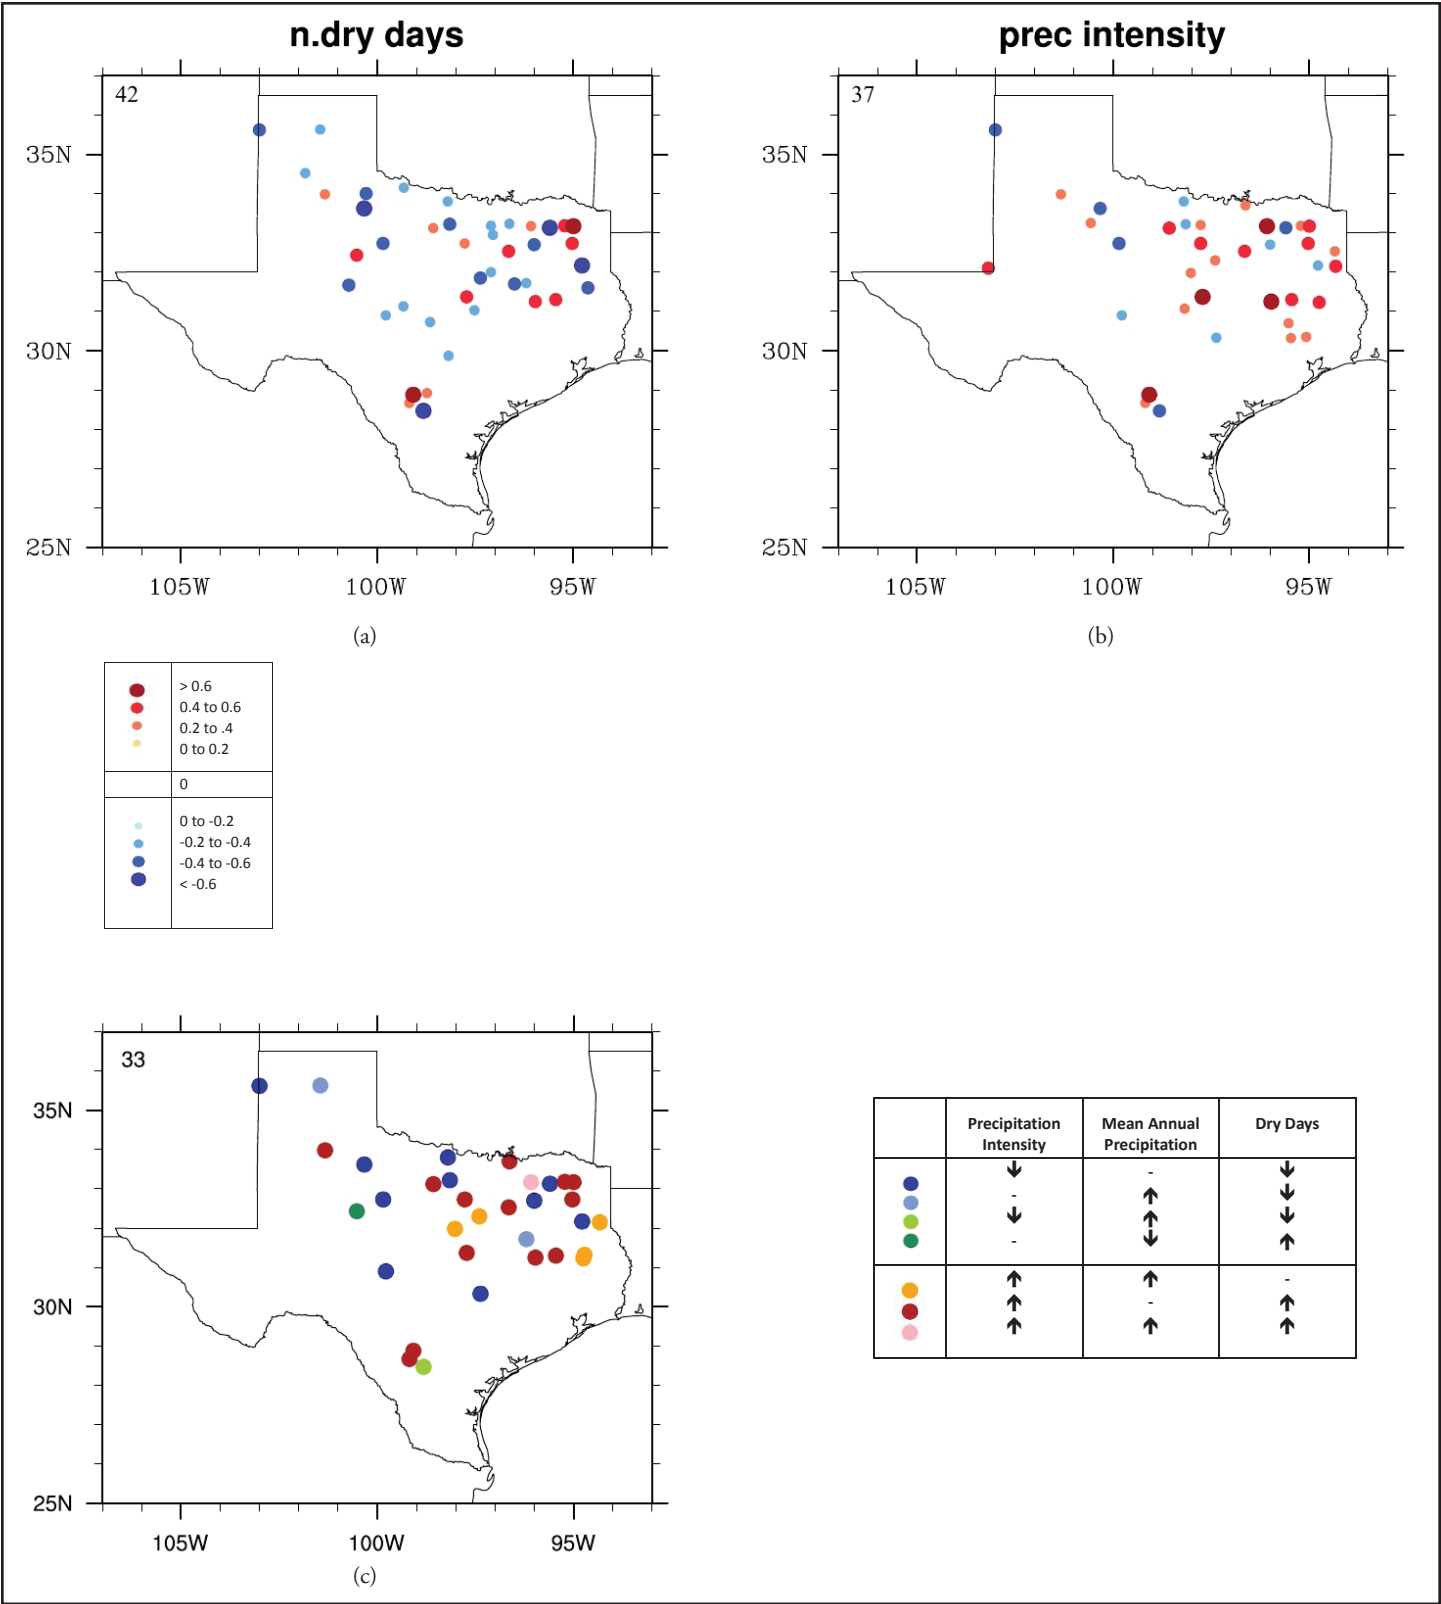 n.dry days
prec intensity
42
37
35N
30N
25N
105W
100W
95W
35N
30N
25N
105W
100W
95W
(a)
(b)
> 0.6
0.4 to 0.6
0.2 to .4
0 to 0.2
0
0 to -0.2
-0.2 to -0.4
-0.4 to -0.6
< -0.6
33
35N
30N
25N
105W
100W
95W
(c)
Precipitation Intensity
Mean Annual Precipitation
Dry Days
↓ - ↓
- ↑ ↓
↓ ↑ ↓
- ↓ ↑
↑ ↑ -
↑ - ↑
↑ ↑ ↑